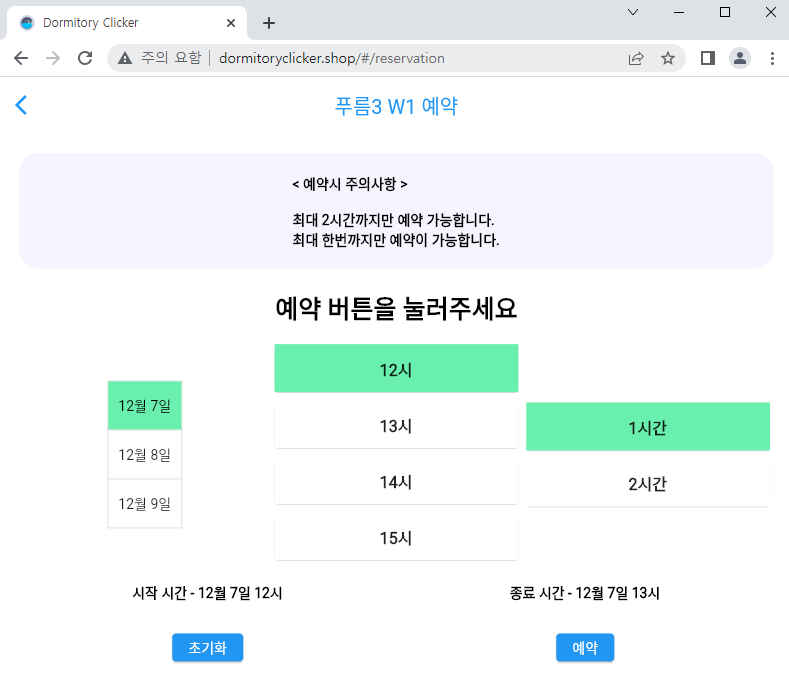 Dormitory Clicker
주의 요함
dormitoryclicker.shop/#/reservation
푸름3 W1 예약
< 예약시 주의사항 >
최대 2시간까지만 예약 가능합니다.
최대 한번까지만 예약이 가능합니다.
예약 버튼을 눌러주세요
12월 7일
12월 8일
12월 9일
12시
13시
14시
15시
1시간
2시간
시작 시간 - 12월 7일 12시
종료 시간 - 12월 7일 13시
초기화
예약